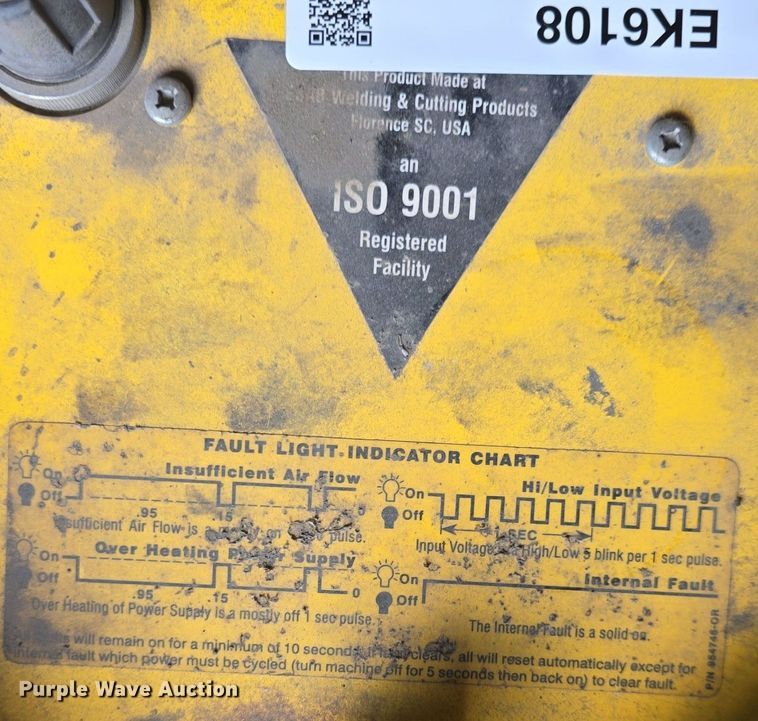 EK6108
This Product Made at
Welding & Cutting Products
Florence SC, USA
an
ISO 9001
Registered
Facility
FAULT LIGHT INDICATOR CHART
On
Off
Insufficient Air Flow
.95
.15
Insufficient Air Flow is a on pulse.
Hi/Low Input Voltage
On
Off
SEC
Input Voltage High/Low 5 blink per 1 sec pulse.
Over Heating Power Supply
On
Off
.95
.15
0
Over Heating of Power Supply is a mostly off 1 sec pulse.
Internal Fault
On
Off
The Internal Fault is a solid on.
will remain on for a minimum of 10 seconds. If clears, all will reset automatically except for
internal fault which power must be cycled (turn machine off for 5 seconds then back on) to clear fault.
Purple Wave Auction